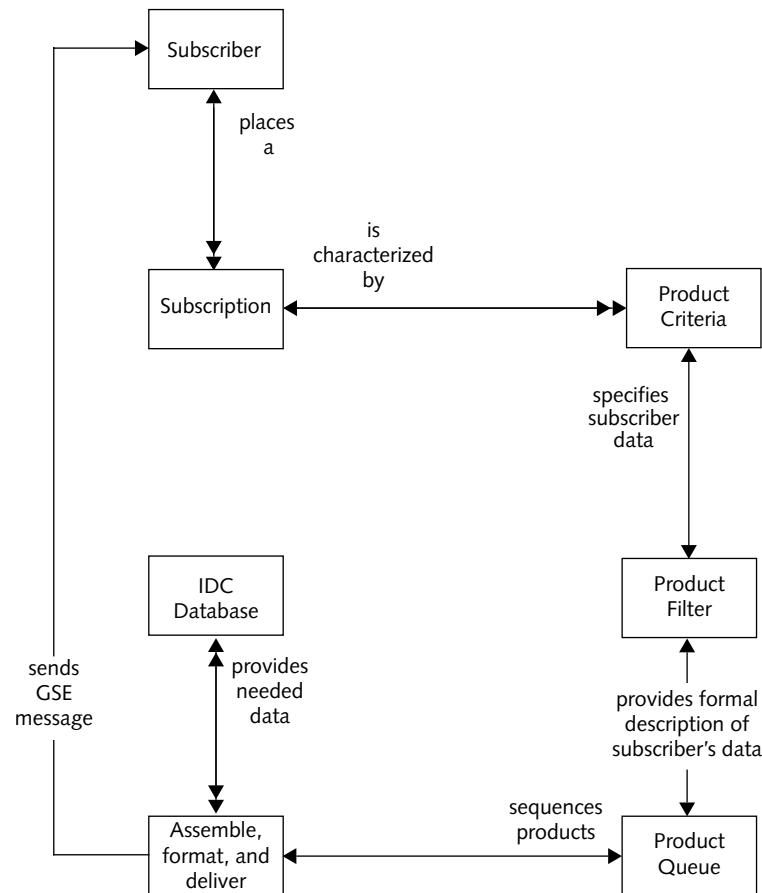 Subscriber
places
a
is
characterized
by
Subscription
Product
Criteria
specifies
subscriber
data
IDC
Database
Product
Filter
sends
GSE
message
provides
needed
data
provides formal
description of
subscriber's data
sequences
products
Assemble,
format, and
deliver
Product
Queue